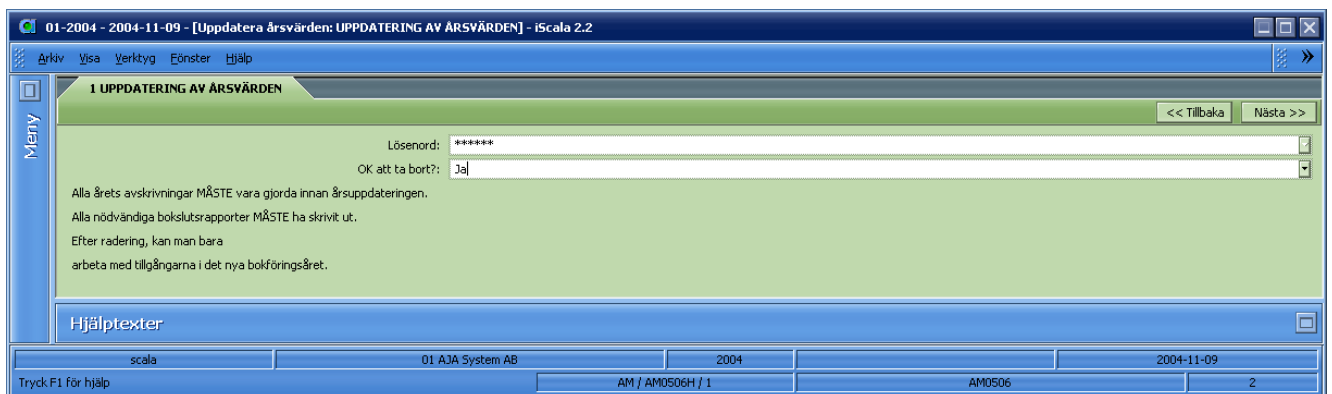 01-2004 - 2004-11-09 - [Uppdatera årsvärden: UPPDATERING AV ÅRSVÄRDEN] - iScala 2.2
Arkiv Visa Verktyg Fönster Hjälp
Meny
1 UPPDATERING AV ÅRSVÄRDEN
<< Tillbaka Nästa >>
Lösenord: ******
OK att ta bort?: Ja
Alla årets avskrivningar MÅSTE vara gjorda innan årsuppdateringen.
Alla nödvändiga bokslutsrapporter MÅSTE ha skrivit ut.
Efter radering, kan man bara
arbeta med tillgångarna i det nya bokföringsåret.
Hjälptexter
scala 01 AJA System AB 2004 2004-11-09
Tryck F1 för hjälp AM / AM0506H / 1 AM0506 2